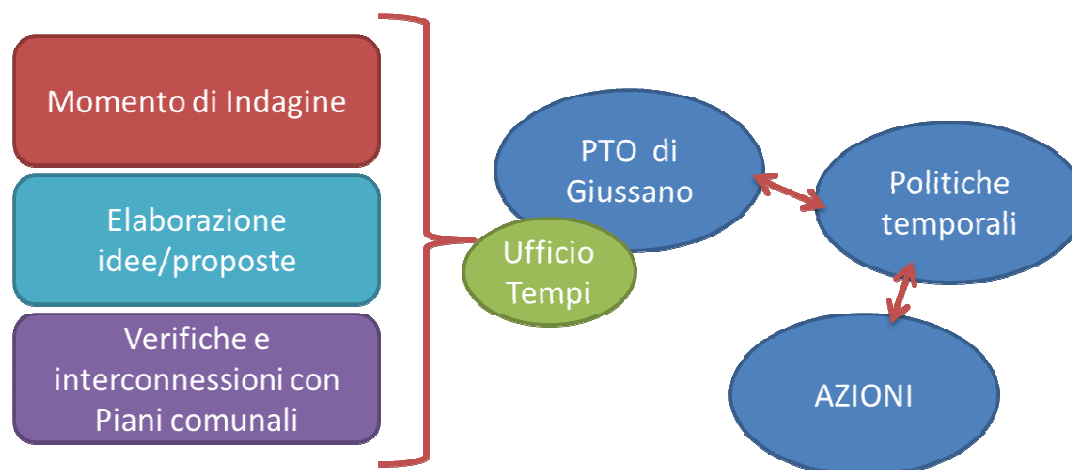 Momento di Indagine
Elaborazione
idee/proposte
Verifiche e
interconnessioni con
Piani comunali
PTO di
Giussano
Ufficio
Tempi
Politiche
temporali
AZIONI